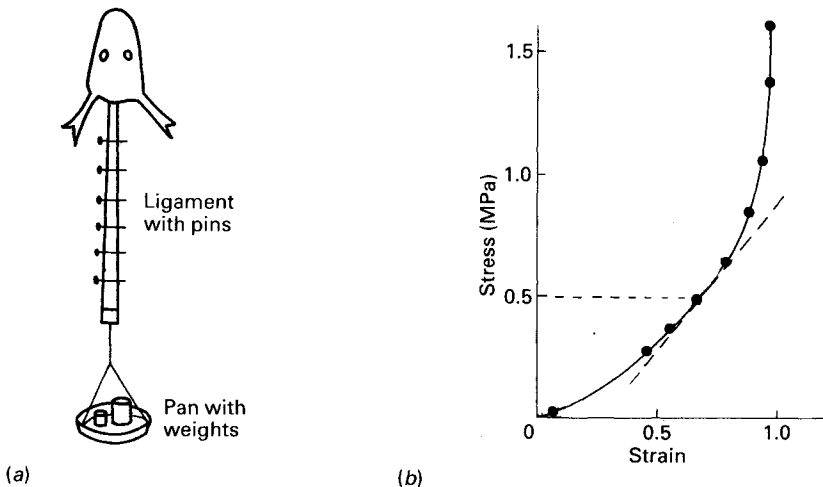 Ligament
with pins
Pan with
weights
(a)
Stress (MPa)
1.5
1.0
0.5
0
0.5
1.0
Strain
(b)